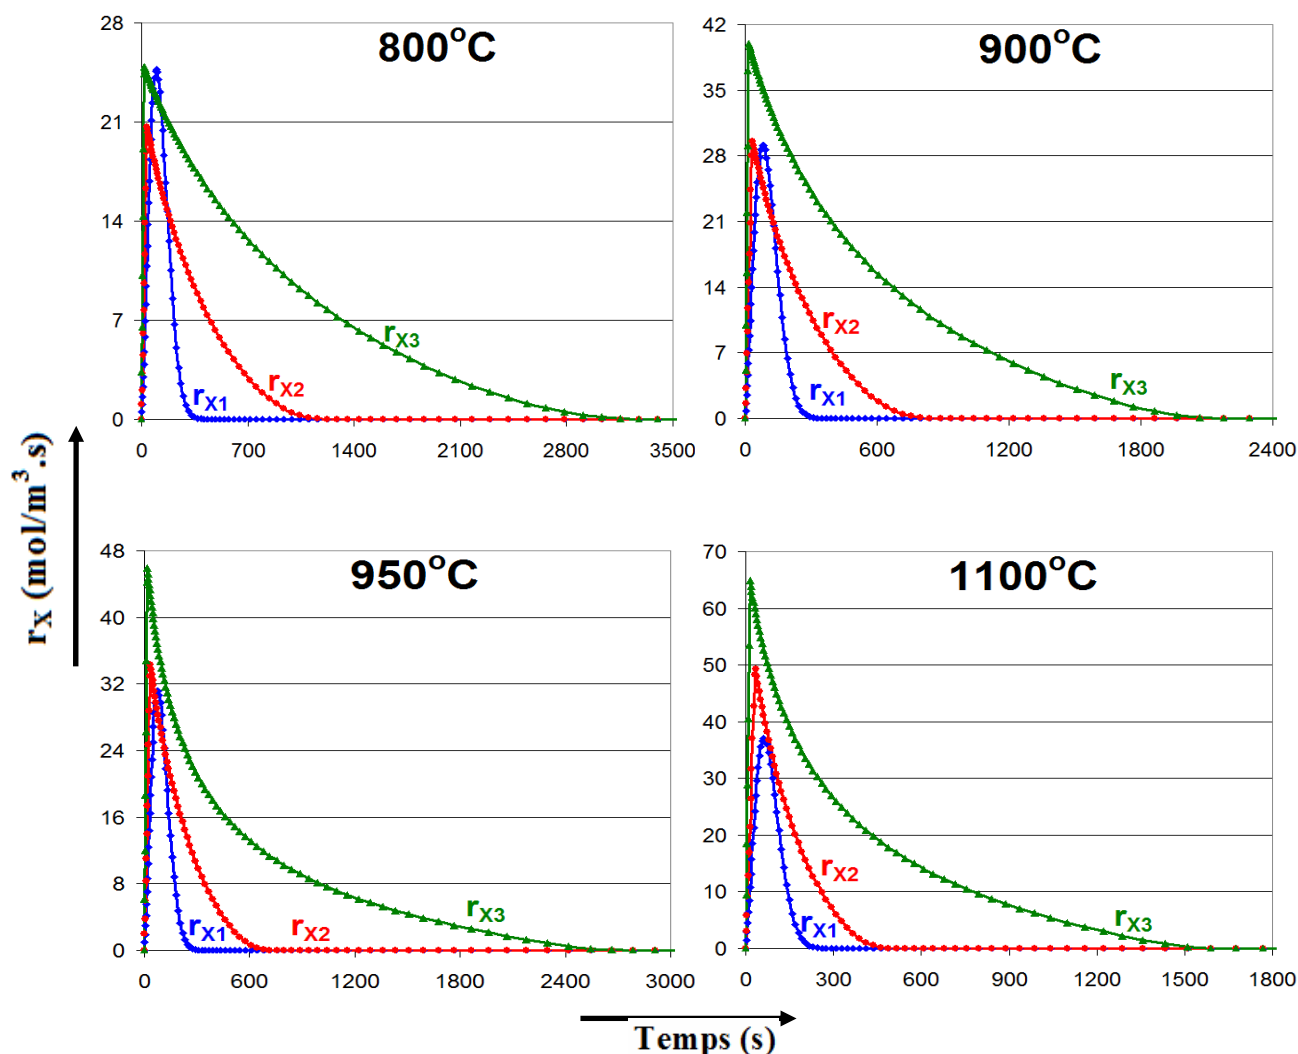 800°C
28
21
14
7
0
0 700 1400 2100 2800 3500
rX1
rX2
rX3
900°C
42
35
28
21
14
7
0
0 600 1200 1800 2400
rX1
rX2
rX3
rX (mol/m³.s)
950°C
48
40
32
24
16
8
0
0 600 1200 1800 2400 3000
rX1
rX2
rX3
1100°C
70
60
50
40
30
20
10
0
0 300 600 900 1200 1500 1800
rX1
rX2
rX3
Temps (s)